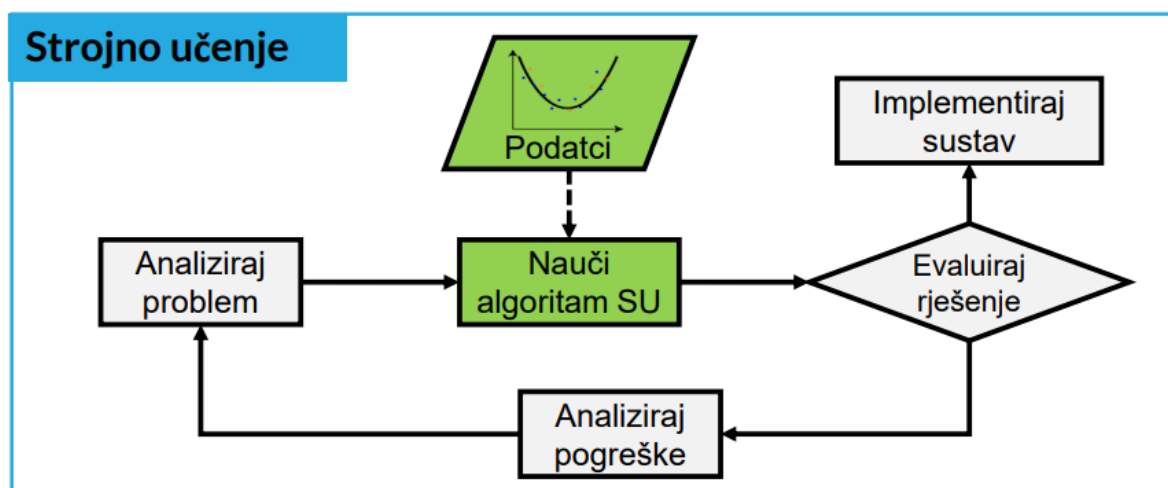 Strojno učenje
Podatci
Implementiraj
sustav
Analiziraj
problem
Nauči
algoritam SU
Evaluiraj
rješenje
Analiziraj
pogreške